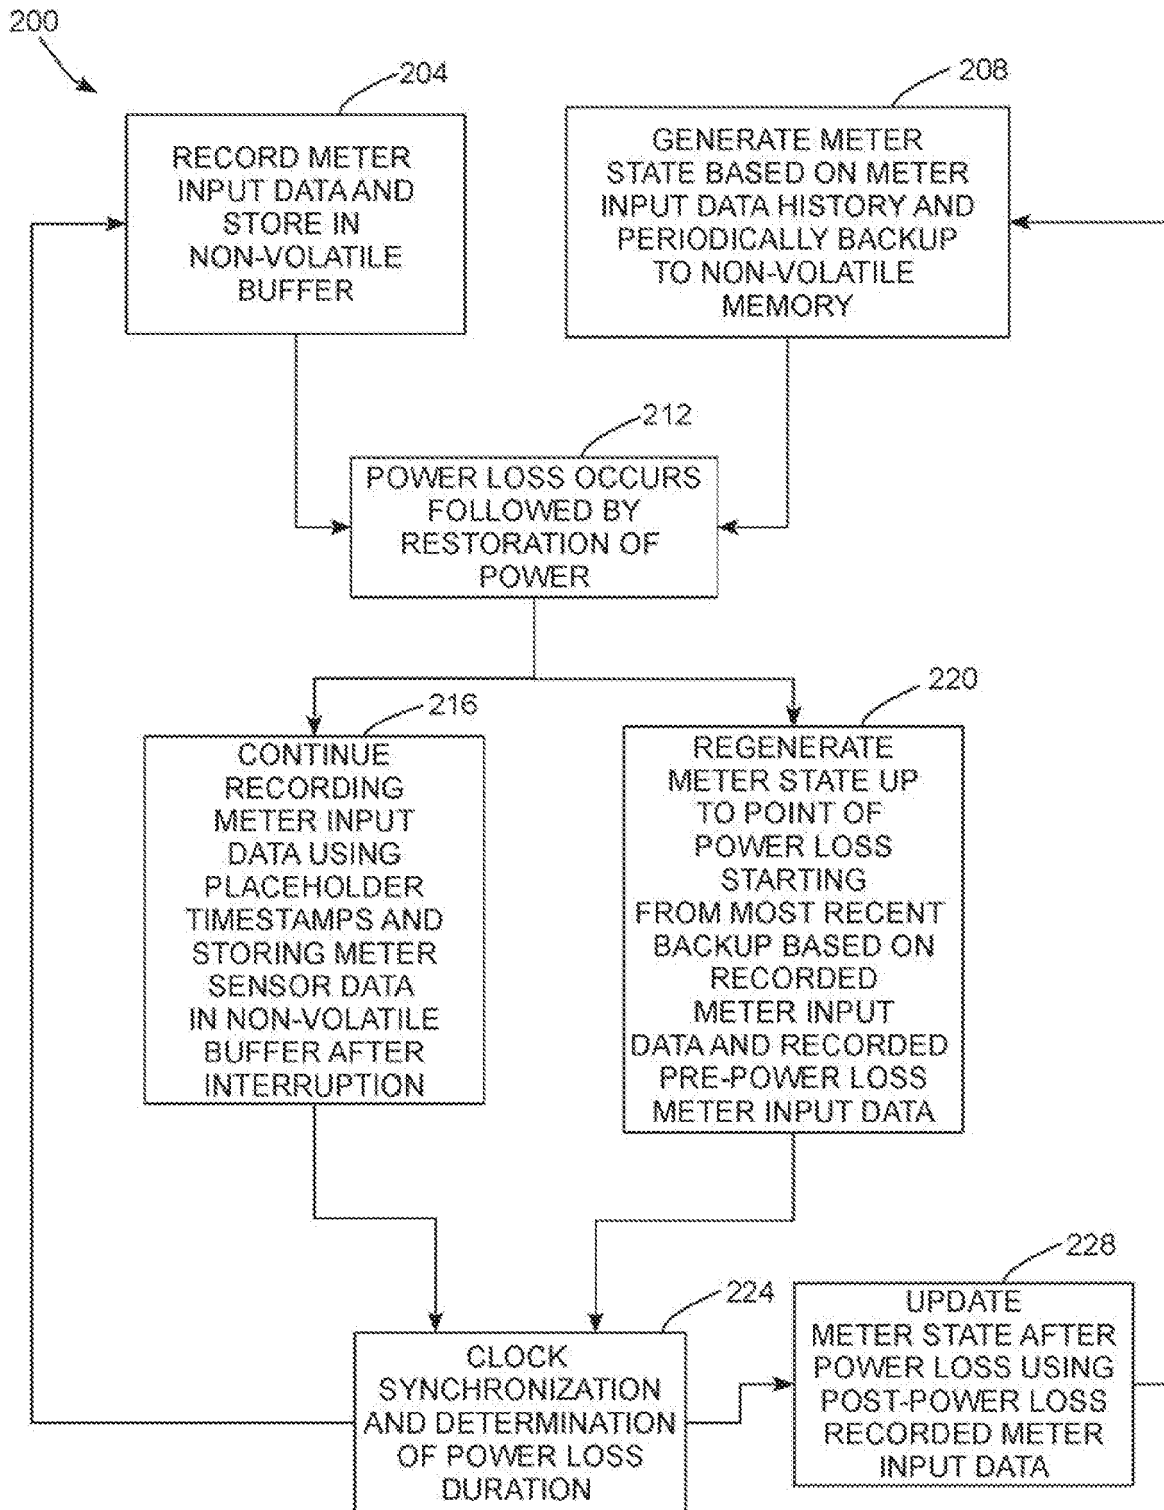 200
204
RECORD METER
INPUT DATA AND
STORE IN
NON-VOLATILE
BUFFER
208
GENERATE METER
STATE BASED ON METER
INPUT DATA HISTORY AND
PERIODICALLY BACKUP
TO NON-VOLATILE
MEMORY
212
POWER LOSS OCCURS
FOLLOWED BY
RESTORATION OF
POWER
216
CONTINUE
RECORDING
METER INPUT
DATA USING
PLACEHOLDER
TIMESTAMPS AND
STORING METER
SENSOR DATA
IN NON-VOLATILE
BUFFER AFTER
INTERRUPTION
220
REGENERATE
METER STATE UP
TO POINT OF
POWER LOSS
STARTING
FROM MOST RECENT
BACKUP BASED ON
RECORDED
METER INPUT
DATA AND RECORDED
PRE-POWER LOSS
METER INPUT DATA
224
CLOCK
SYNCHRONIZATION
AND DETERMINATION
OF POWER LOSS
DURATION
228
UPDATE
METER STATE AFTER
POWER LOSS USING
POST-POWER LOSS
RECORDED METER
INPUT DATA